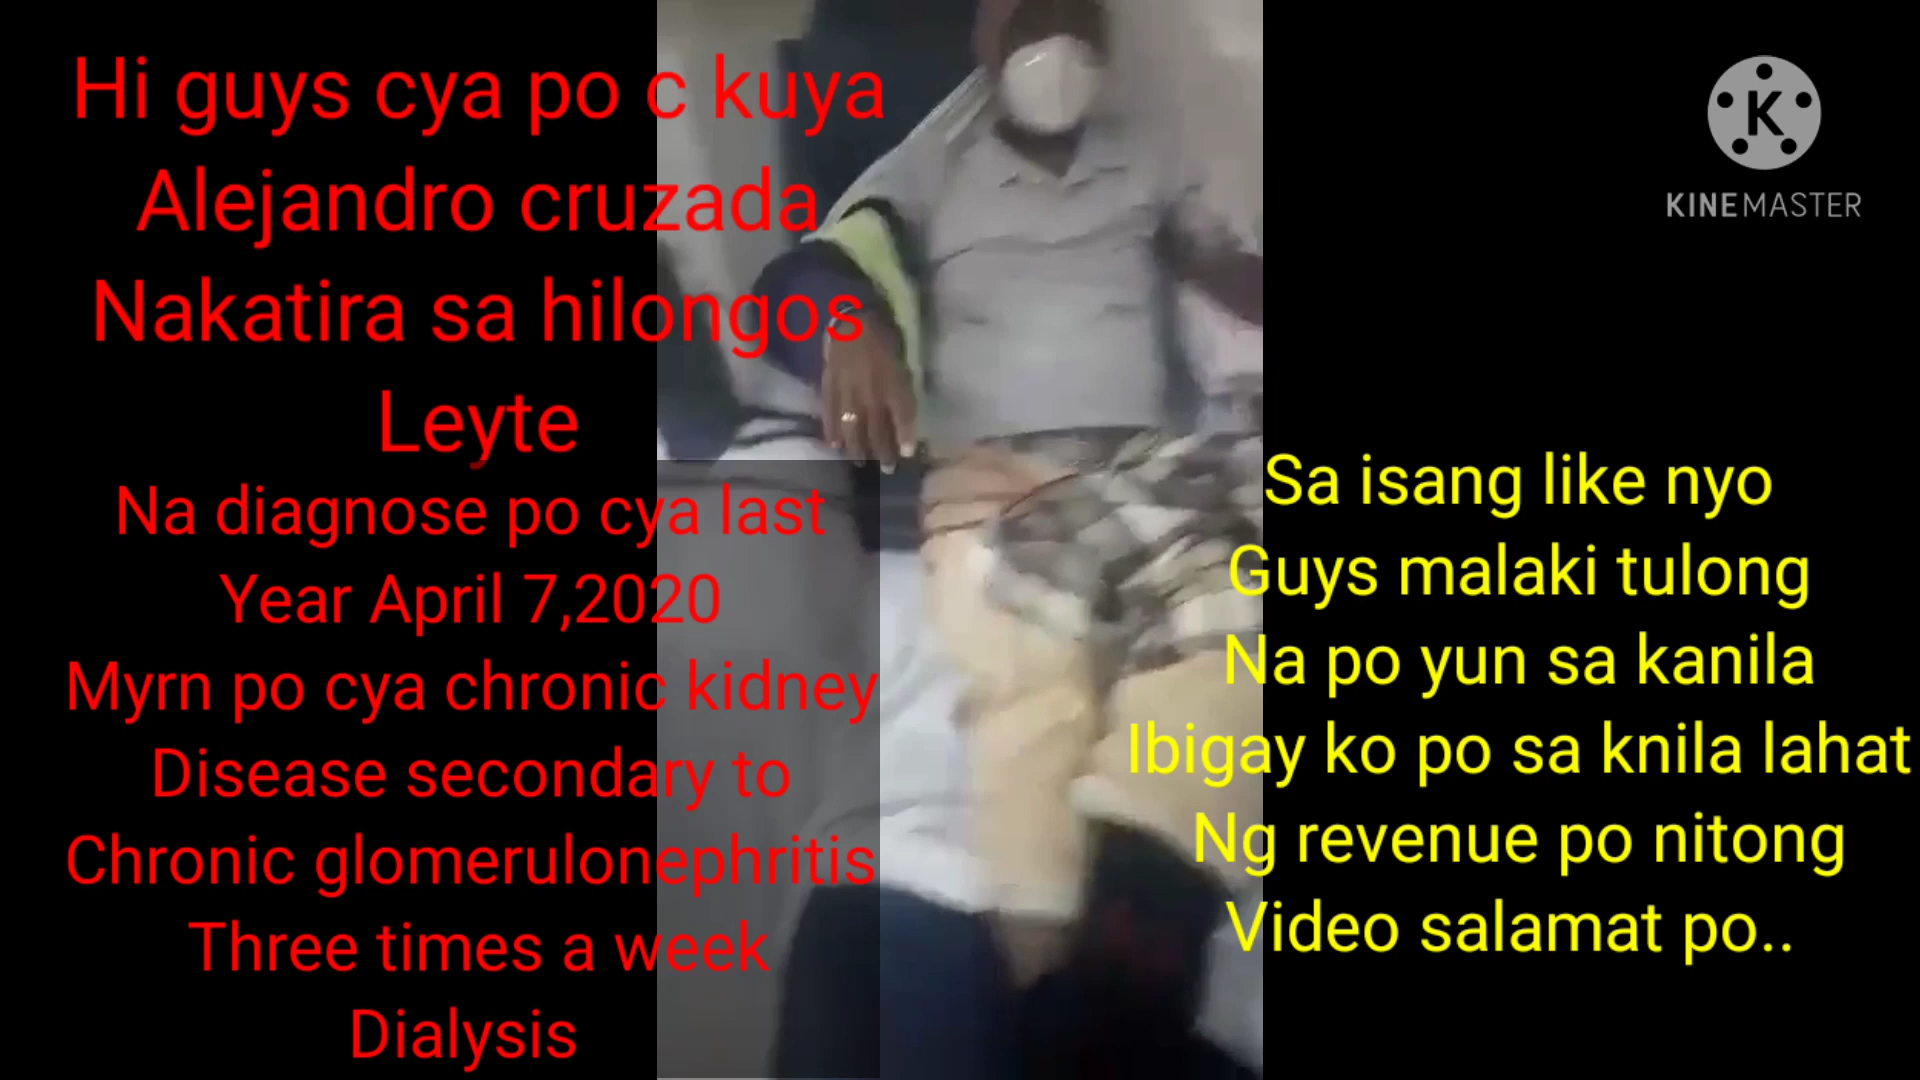 Hi guys cya po c kuya
Alejandro cruzada
Nakatira sa hilongos
Leyte
Na diagnose po cya last
Year April 7,2020
Myrn po cya chronic kidney
Disease secondary to
Chronic glomerulonephritis
Three times a week
Dialysis
K
KINEMASTER
Sa isang like nyo
Guys malaki tulong
Na po yun sa kanila
Ibigay ko po sa knila lahat
Ng revenue po nitong
Video salamat po..